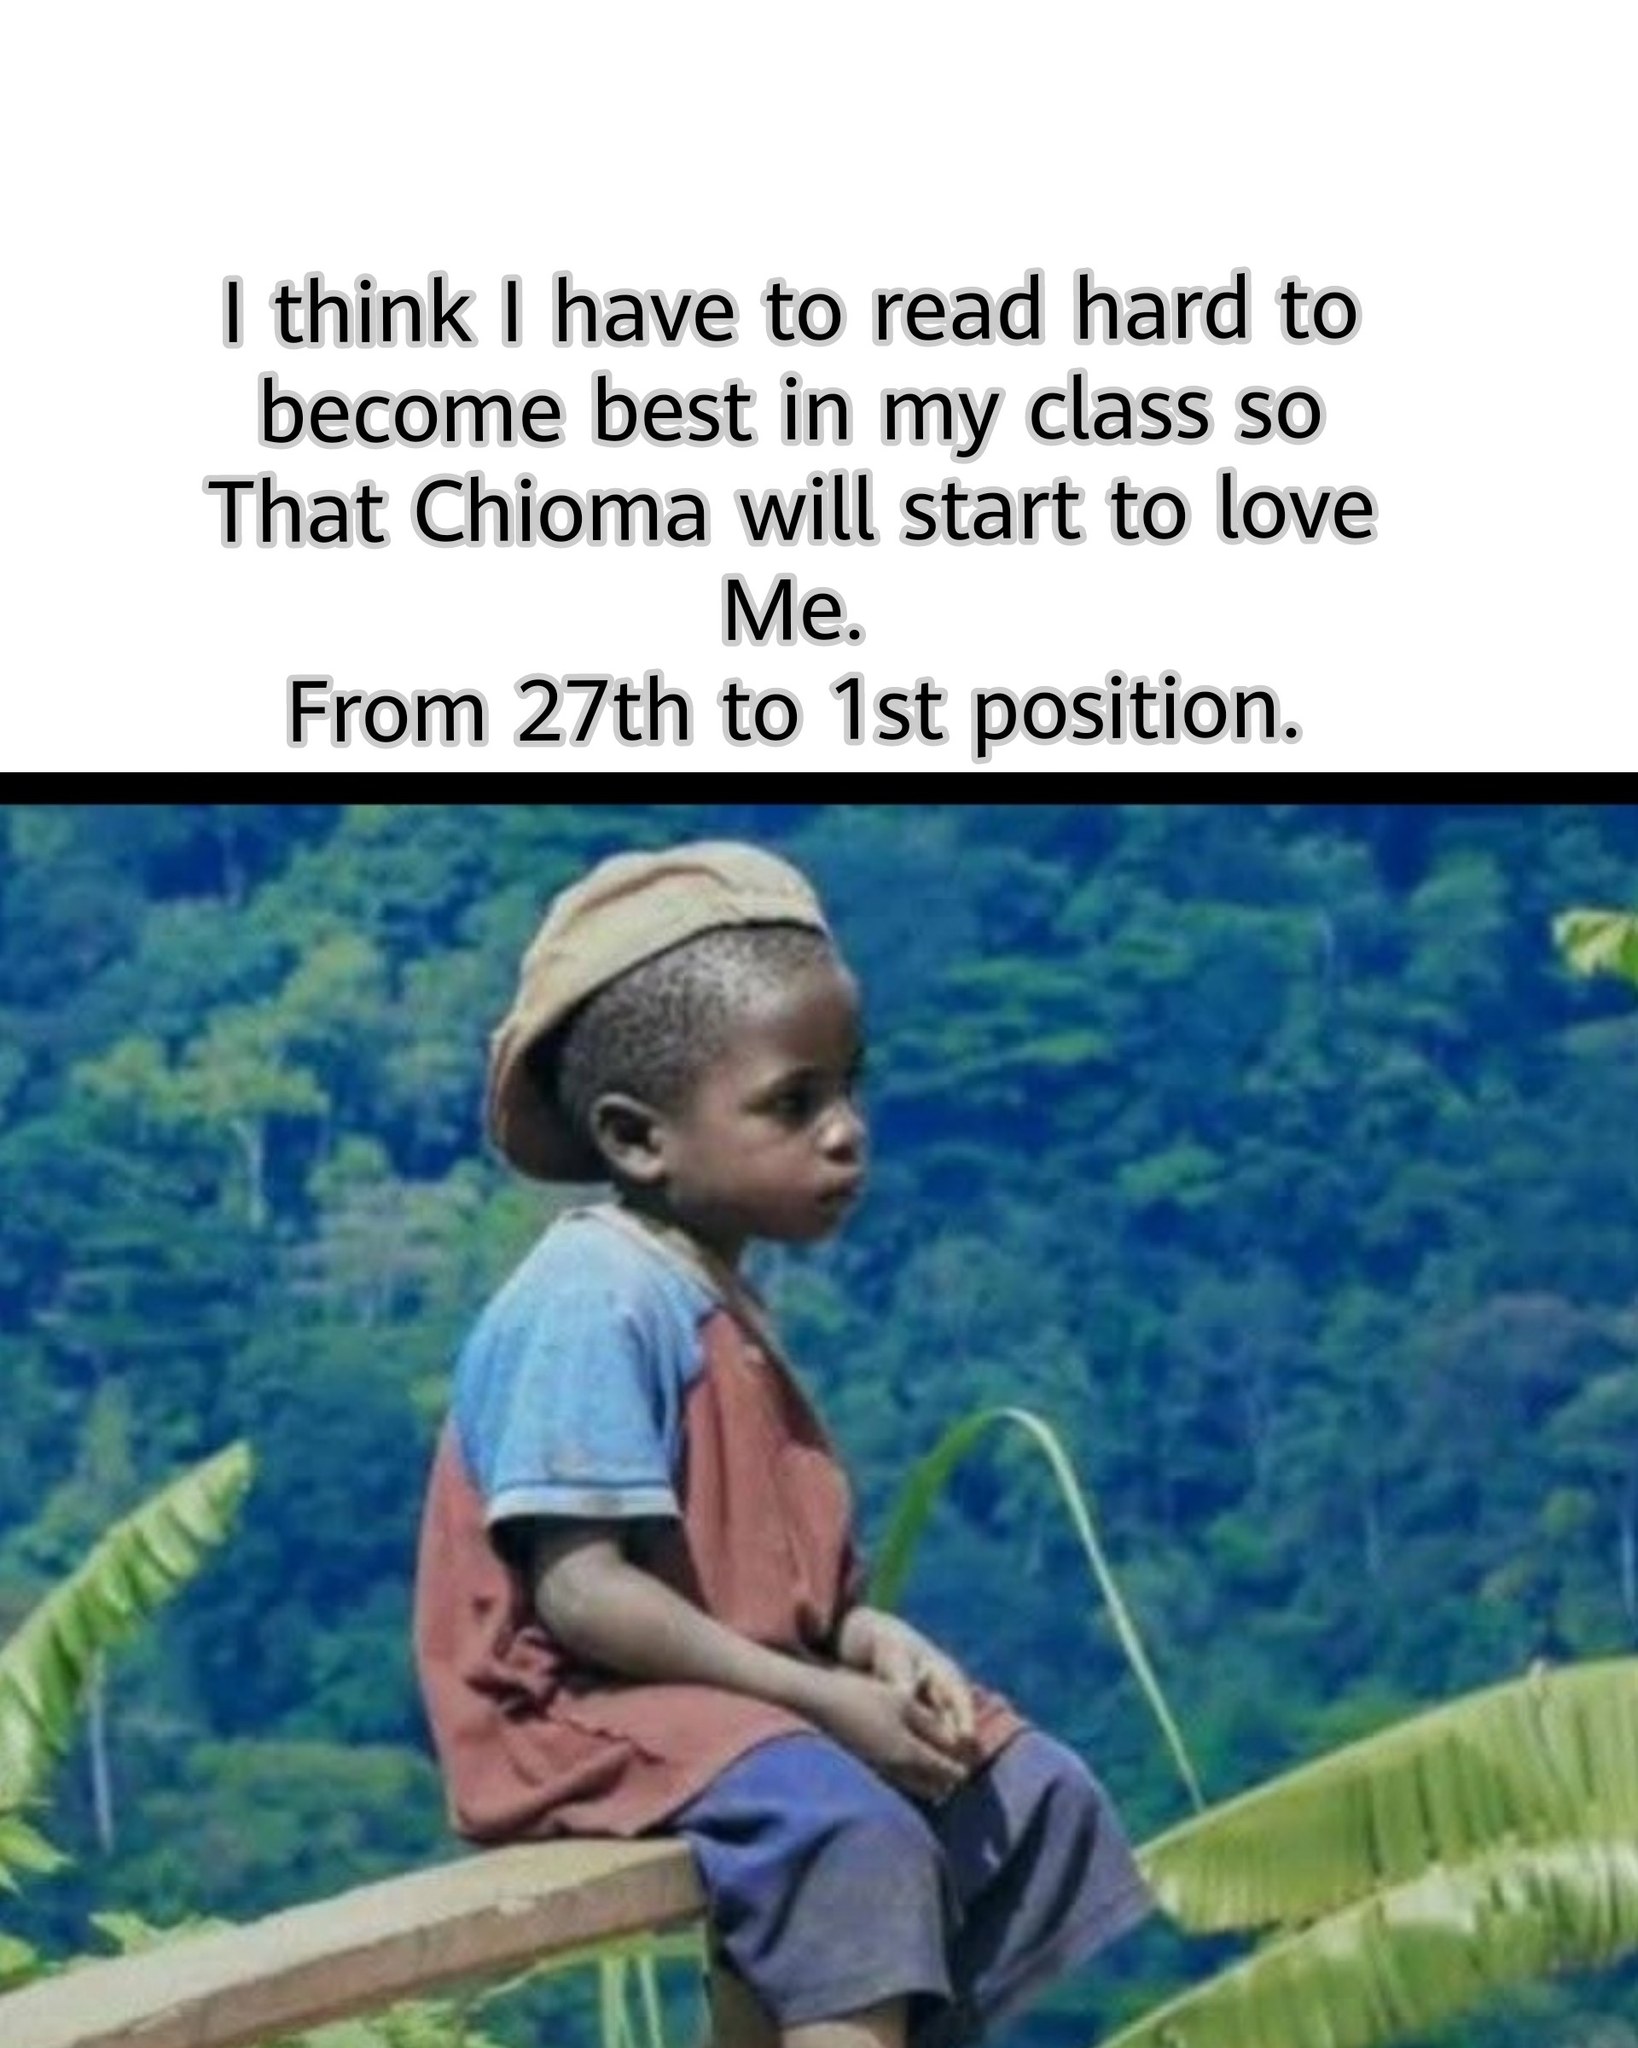 I think I have to read hard to
become best in my class so
That Chioma will start to love
Me.
From 27th to 1st position.